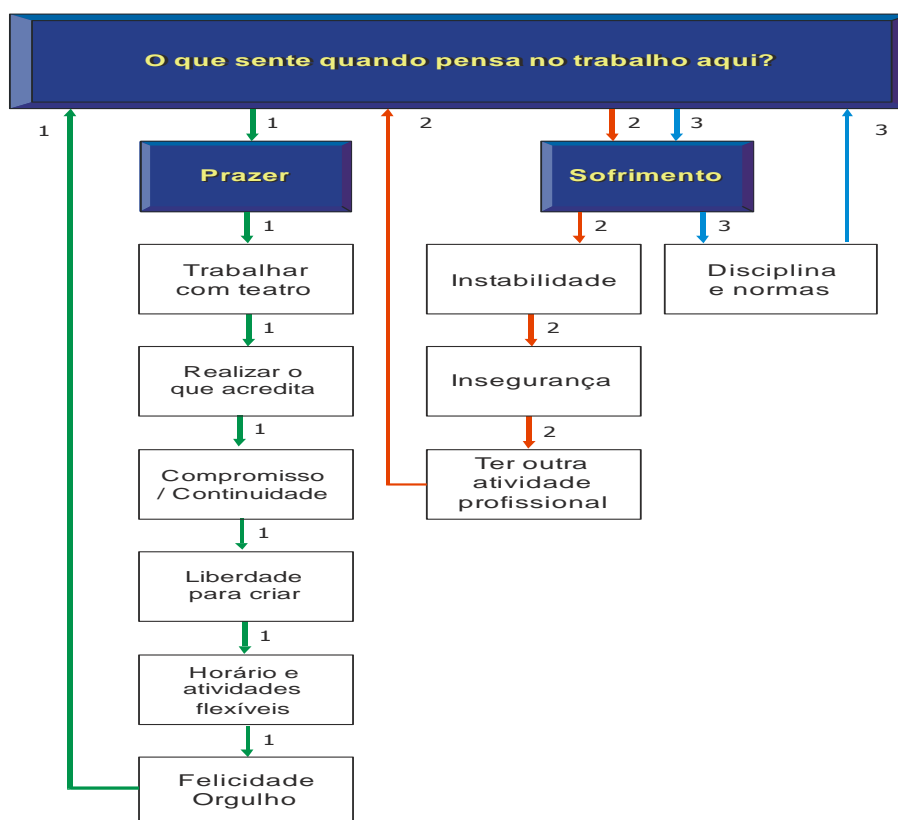 O que sente quando pensa no trabalho aqui?
1
1
2
2
3
3
Prazer
Sofrimento
1
2
3
Trabalhar
com teatro
Instabilidade
Disciplina
e normas
1
2
Realizar o
que acredita
Insegurança
1
2
Compromisso
/ Continuidade
Ter outra
atividade
profissional
1
Liberdade
para criar
1
Horário e
atividades
flexíveis
1
Felicidade
Orgulho